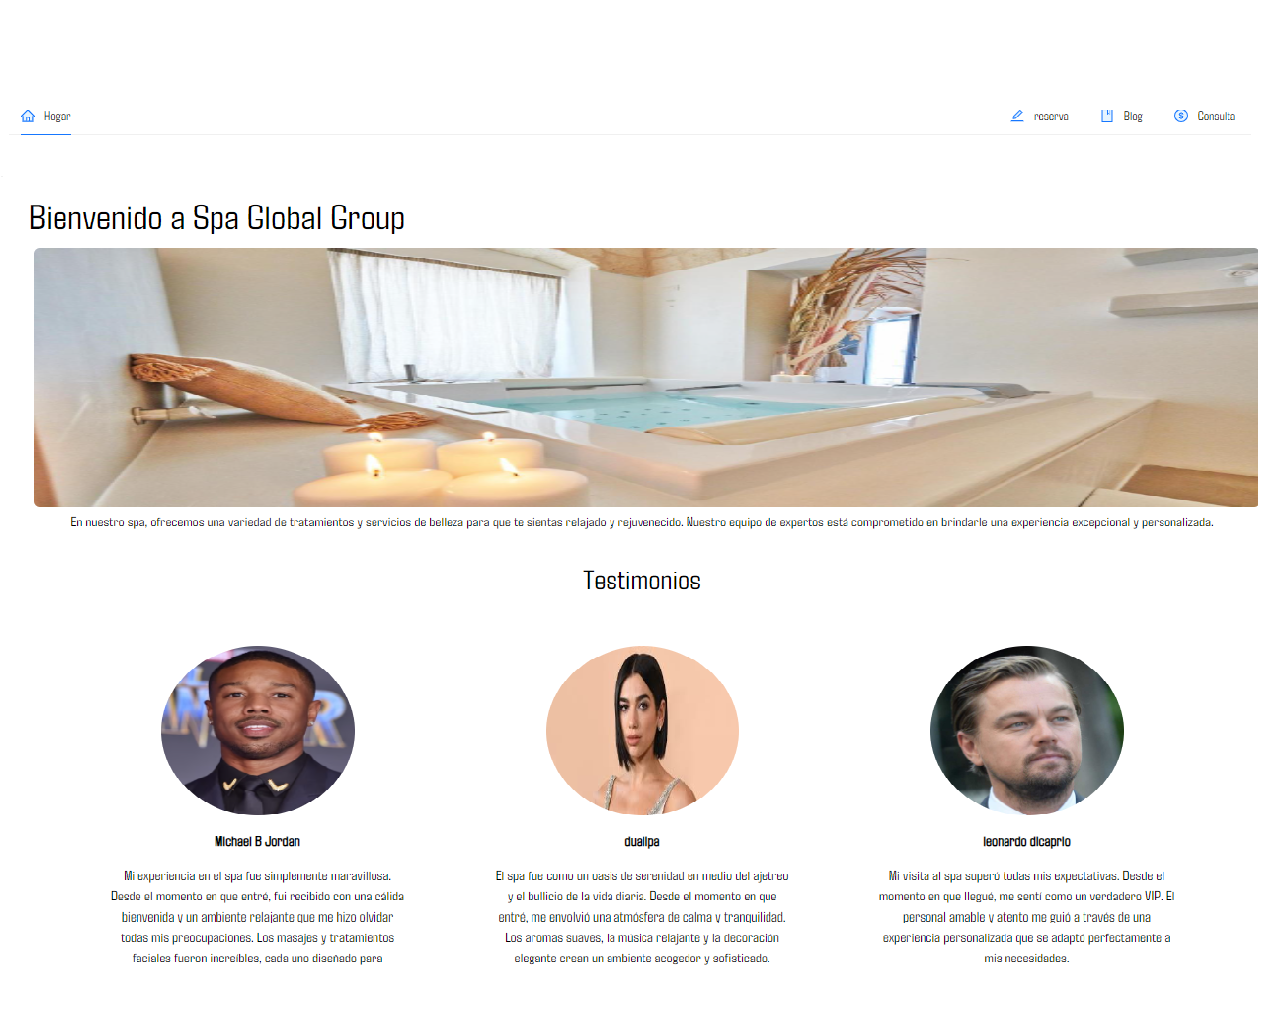 Hogar
reserva
Blog
Consulta
Bienvenido a Spa Global Group
En nuestro spa, ofrecemos una variedad de tratamientos y servicios de belleza para que te sientas relajado y rejuvenecido. Nuestro equipo de expertos está comprometido en brindarle una experiencia excepcional y personalizada.
Testimonios
Michael B Jordan
Mi experiencia en el spa fue simplemente maravillosa.
Desde el momento en que entré, fui recibido con una cálida
bienvenida y un ambiente relajante que me hizo olvidar
todas mis preocupaciones. Los masajes y tratamientos
faciales fueron increíbles, cada uno diseñado para
dualipa
El spa fue como un oasis de serenidad en medio del ajetreo
y el bullicio de la vida diaria. Desde el momento en que
entré, me envolvió una atmósfera de calma y tranquilidad.
Los aromas suaves, la música relajante y la decoración
elegante crean un ambiente acogedor y sofisticado.
leonardo dicaprio
Mi visita al spa superó todas mis expectativas. Desde el
momento en que llegué, me sentí como un verdadero VIP. El
personal amable y atento me guió a través de una
experiencia personalizada que se adaptó perfectamente a
mis necesidades.